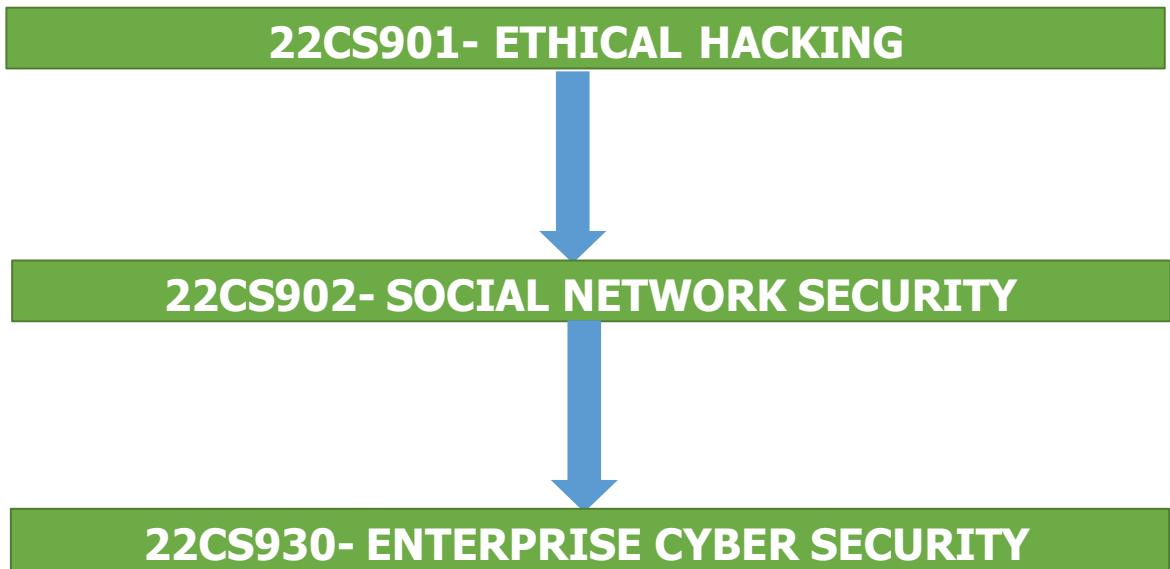 22CS901- ETHICAL HACKING
22CS902- SOCIAL NETWORK SECURITY
22CS930- ENTERPRISE CYBER SECURITY